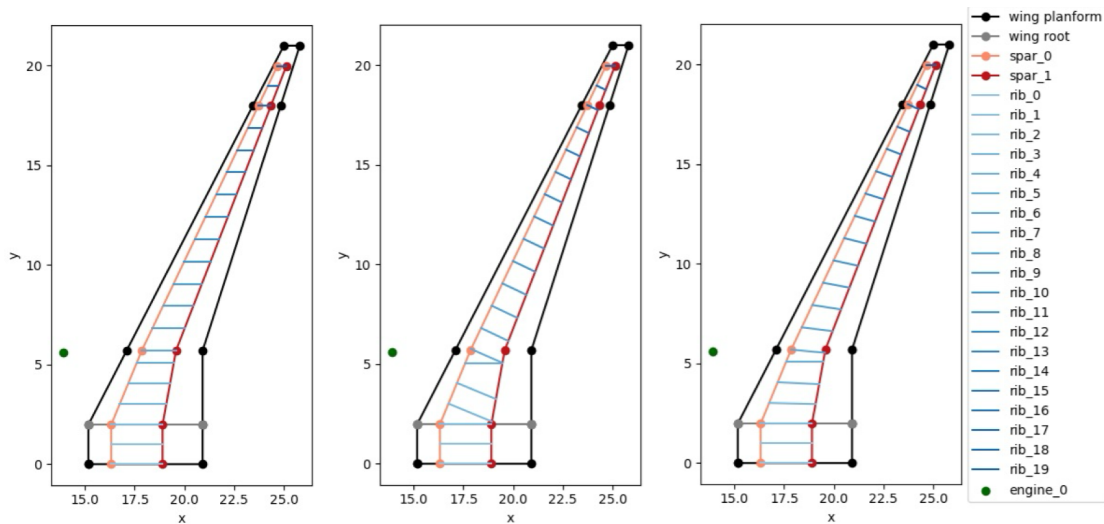 20
15
10
5
0
y
15.0 17.5 20.0 22.5 25.0
x
20
15
10
5
0
y
15.0 17.5 20.0 22.5 25.0
x
20
15
10
5
0
y
15.0 17.5 20.0 22.5 25.0
x
wing planform
wing root
spar_0
spar_1
rib_0
rib_1
rib_2
rib_3
rib_4
rib_5
rib_6
rib_7
rib_8
rib_9
rib_10
rib_11
rib_12
rib_13
rib_14
rib_15
rib_16
rib_17
rib_18
rib_19
engine_0